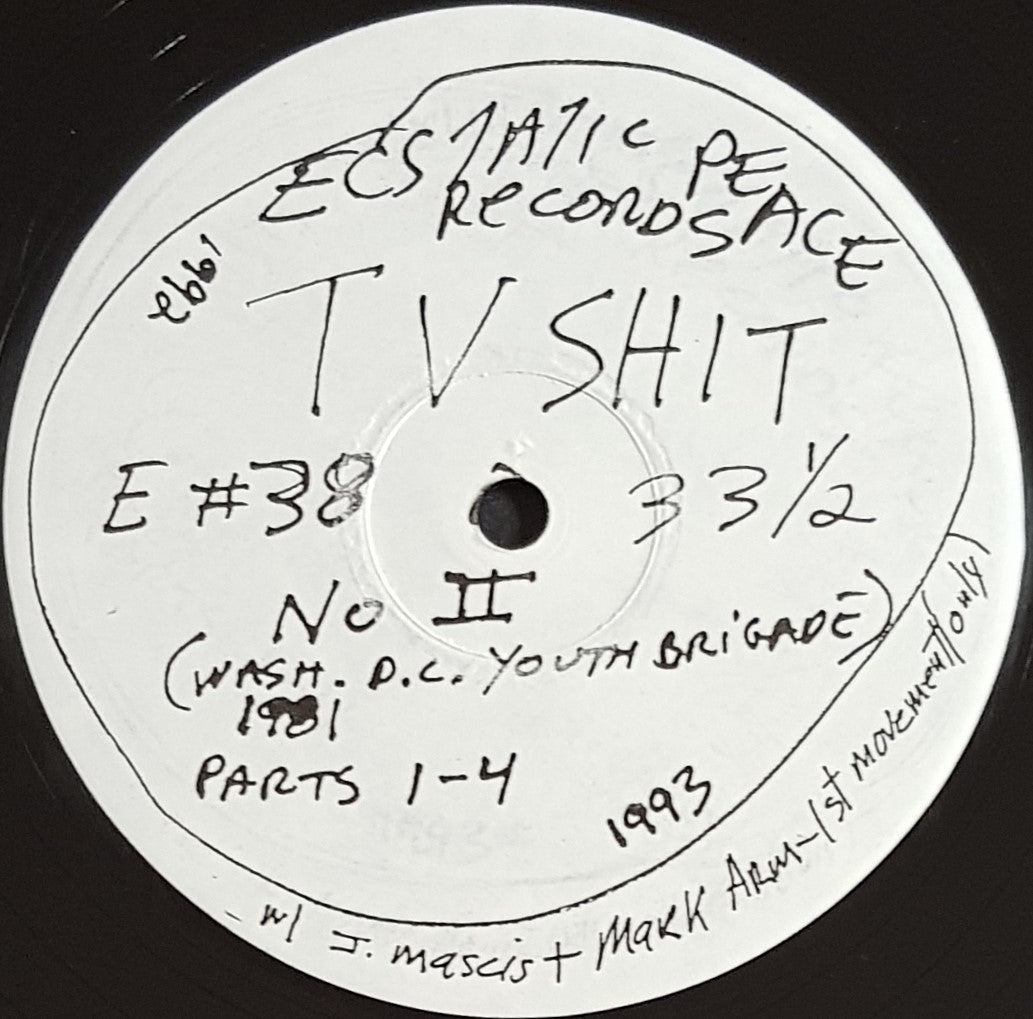 ECSTATIC PEACE
RECORDS
1993
TV SHIT
E #38
33 1/2
NO II
(WASH. D.C. YOUTH BRIGADE)
1981
PARTS 1-4
1993
w/ J. mascis + Mark Arm - 1st movement (only)